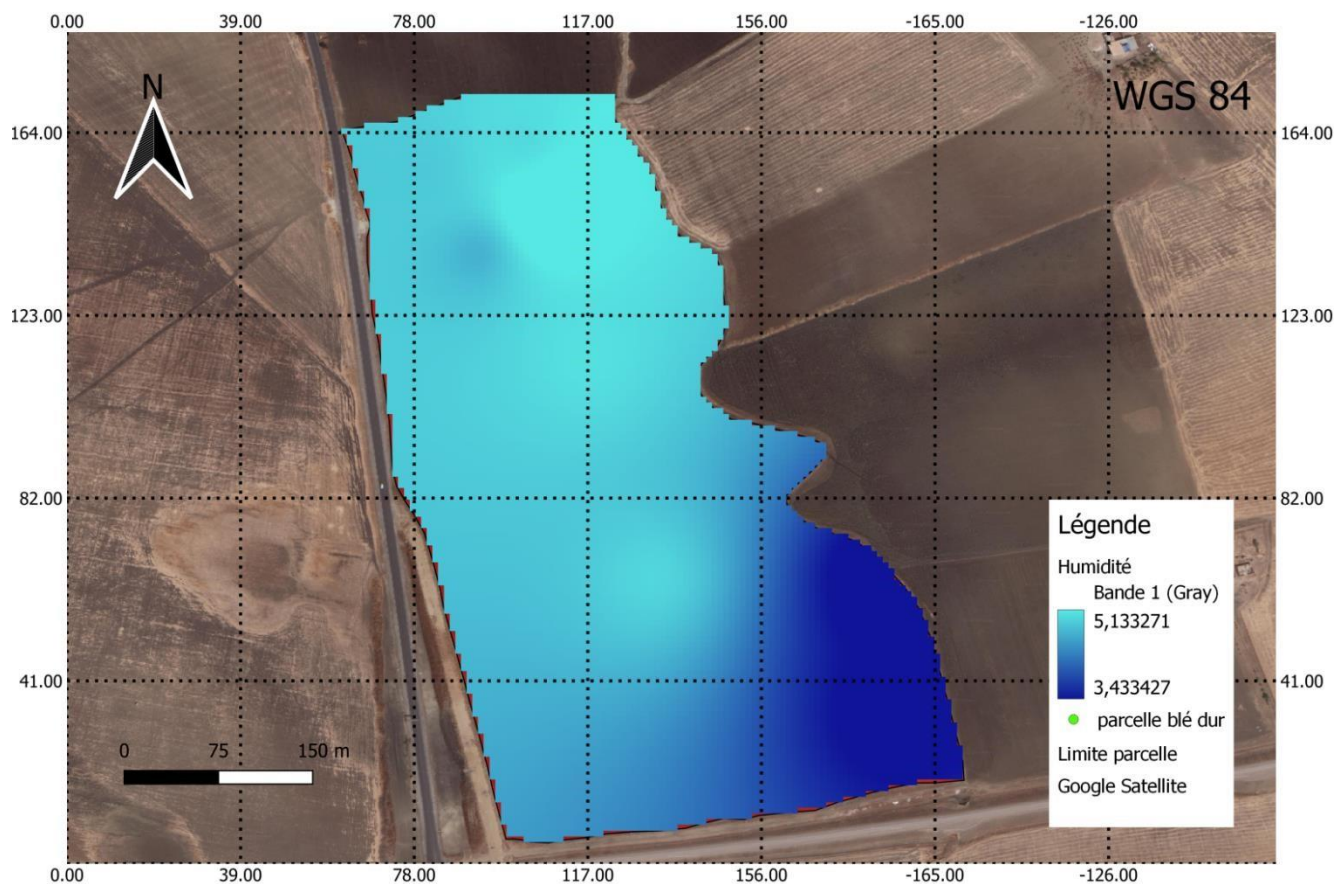 0.00 39.00 78.00 117.00 156.00 -165.00 -126.00
N
WGS 84
164.00 164.00
123.00 123.00
82.00 82.00
Légende
Humidité
Bande 1 (Gray)
5,133271
41.00 3,433427 41.00
parcelle blé dur
0 75 150 m
Limite parcelle
Google Satellite
0.00 39.00 78.00 117.00 156.00 -165.00 -126.00